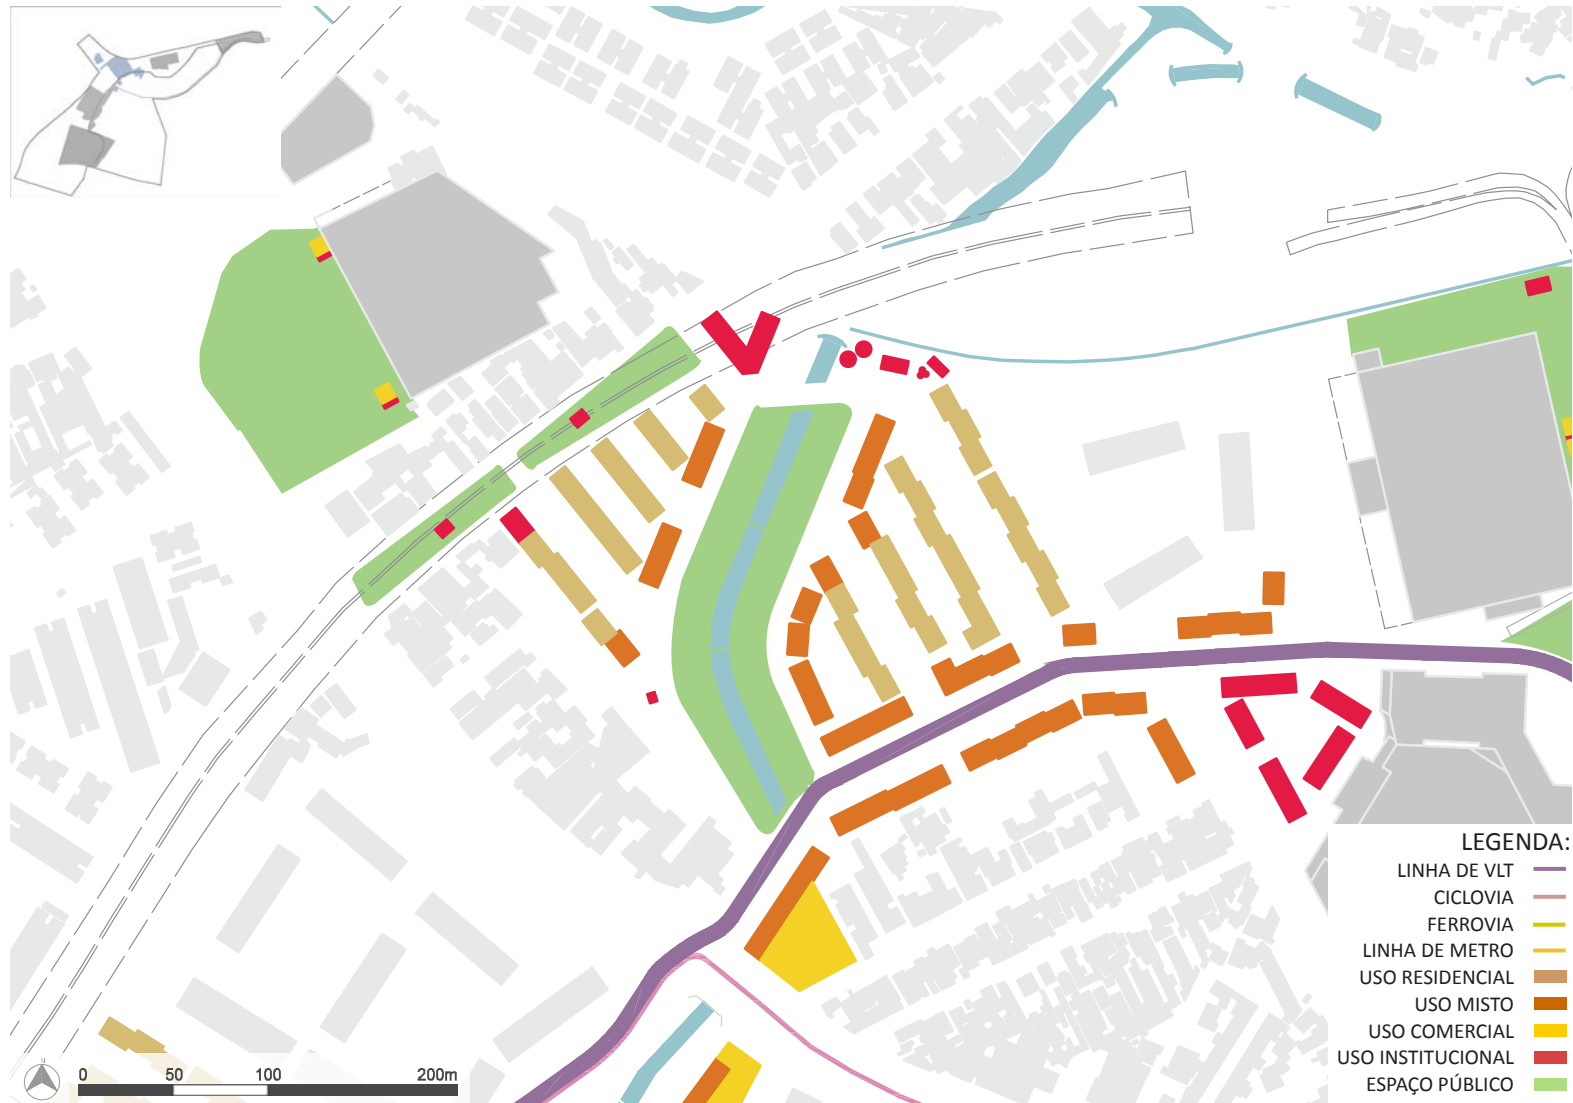 LEGENDA:
LINHA DE VLT
CICLOVIA
FERROVIA
LINHA DE METRO
USO RESIDENCIAL
USO MISTO
USO COMERCIAL
USO INSTITUCIONAL
ESPAÇO PÚBLICO
N
0 50 100 200m